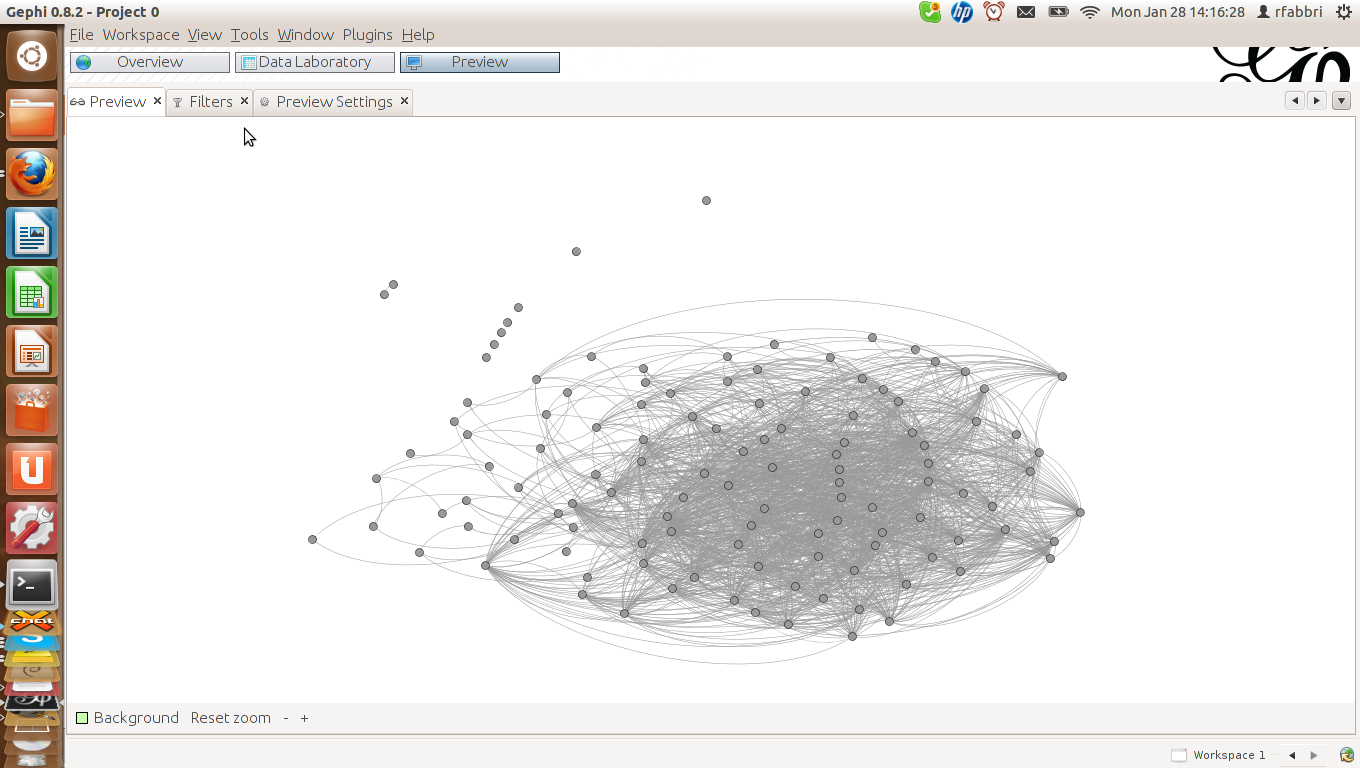 Gephi 0.8.2 - Project 0
3
Mon Jan 28 14:16:28
rfabbri
File Workspace View Tools Window Plugins Help
Overview
Data Laboratory
Preview
Preview
Filters
Preview Settings
Background Reset zoom - +
Workspace 1